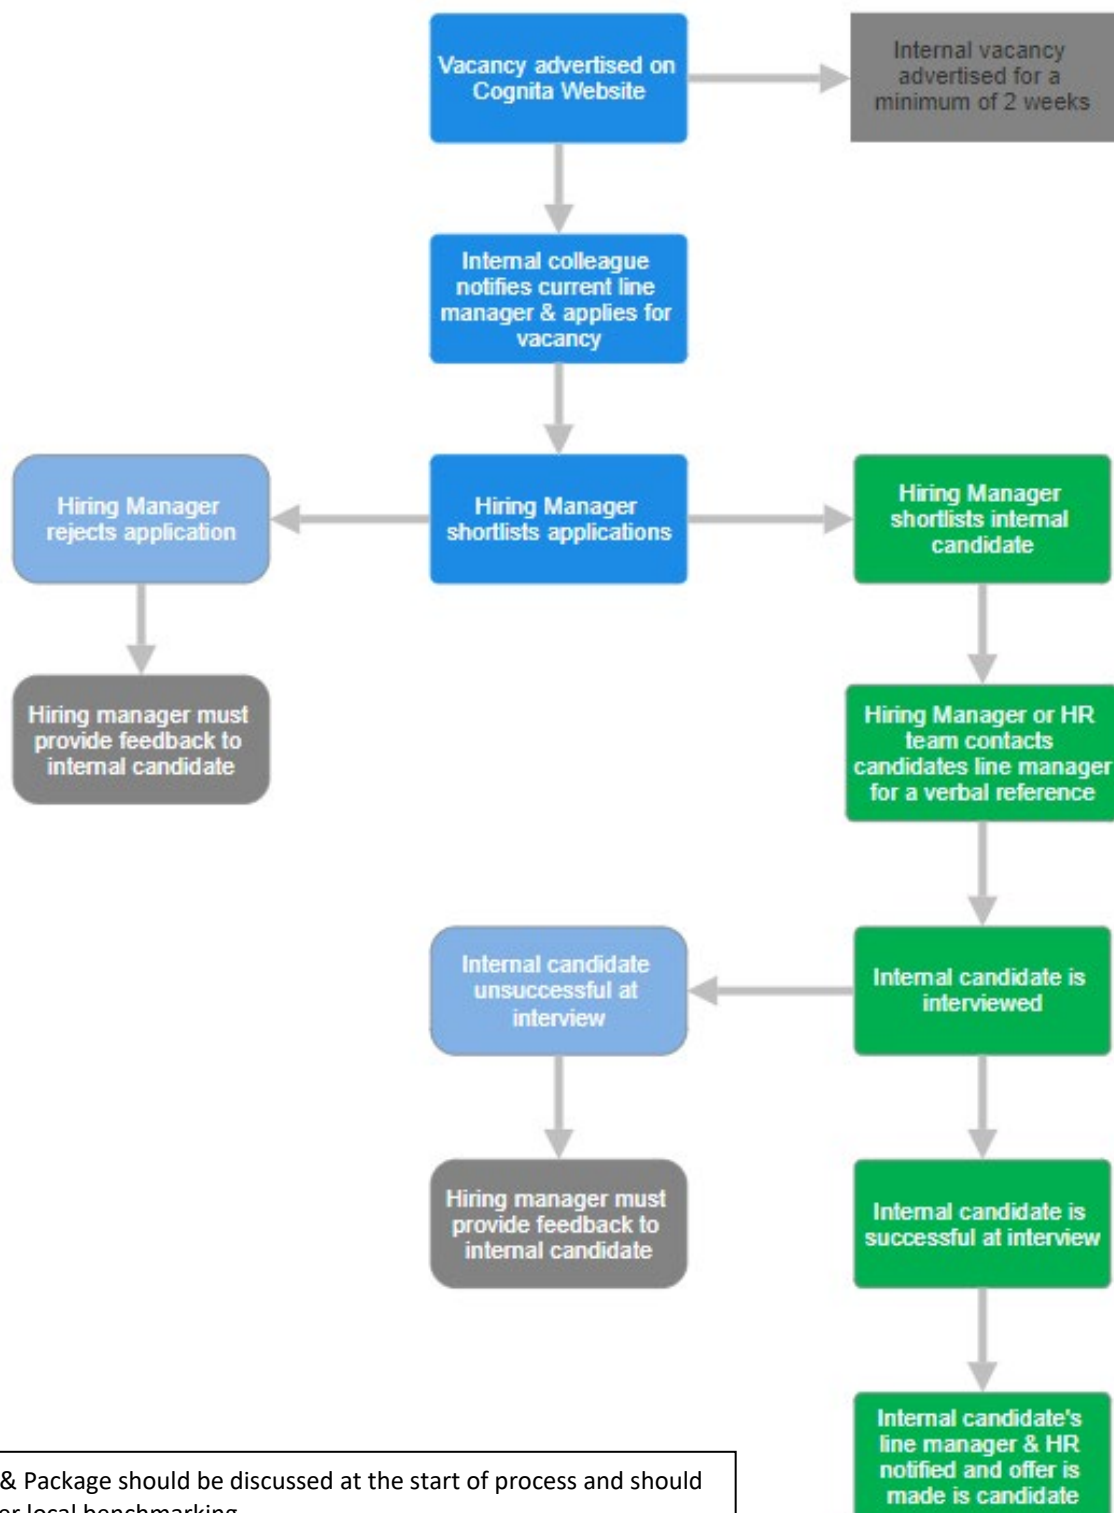 Vacancy advertised on
Cognita Website
Internal vacancy
advertised for a
minimum of 2 weeks
Internal colleague
notifies current line
manager & applies for
vacancy
Hiring Manager
rejects application
Hiring Manager
shortlists applications
Hiring Manager
shortlists internal
candidate
Hiring manager must
provide feedback to
internal candidate
Hiring Manager or HR
team contacts
candidates line manager
for a verbal reference
Internal candidate
unsuccessful at
interview
Internal candidate is
interviewed
Hiring manager must
provide feedback to
internal candidate
Internal candidate is
successful at interview
Internal candidate's
line manager & HR
notified and offer is
made is candidate
& Package should be discussed at the start of process and should
er local benchmarking